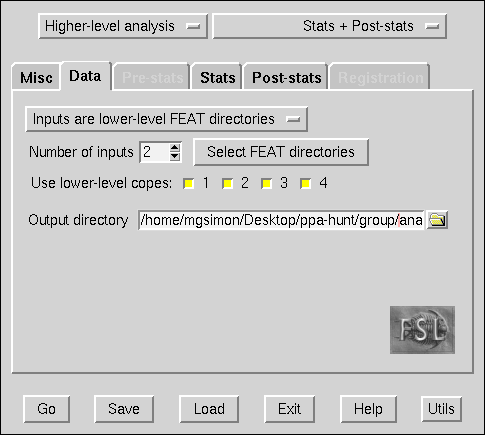 Higher-level analysis Stats + Post-stats
Misc Data Pre-stats Stats Post-stats Registration
Inputs are lower-level FEAT directories
Number of inputs 2 Select FEAT directories
Use lower-level copes: 1 2 3 4
Output directory /home/mgsimon/Desktop/ppa-hunt/group/ana
FSL
Go Save Load Exit Help Utils